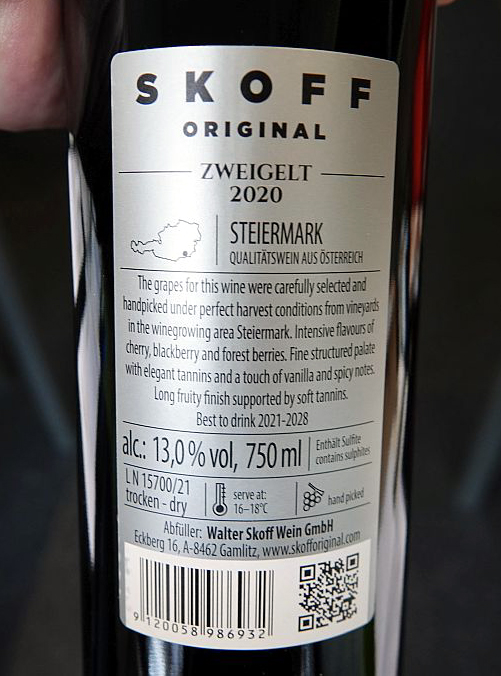 SKOFF
ORIGINAL
ZWEIGELT
2020
STEIERMARK
QUALITÄTSWEIN AUS ÖSTERREICH
The grapes for this wine were carefully selected and
handpicked under perfect harvest conditions from vineyards
in the winegrowing area Steiermark. Intensive flavours of
cherry, blackberry and forest berries. Fine structured palate
with elegant tannins and a touch of vanilla and spicy notes.
Long fruity finish supported by soft tannins.
Best to drink 2021-2028
alc.: 13,0 % vol, 750 ml
Enthält Sulfite
contains sulphites
L N 15700/21
trocken - dry
serve at:
16–18°C
hand picked
Abfüller: Walter Skoff Wein GmbH
Eckberg 16, A-8462 Gamlitz, www.skofforiginal.com
9 120058 986932